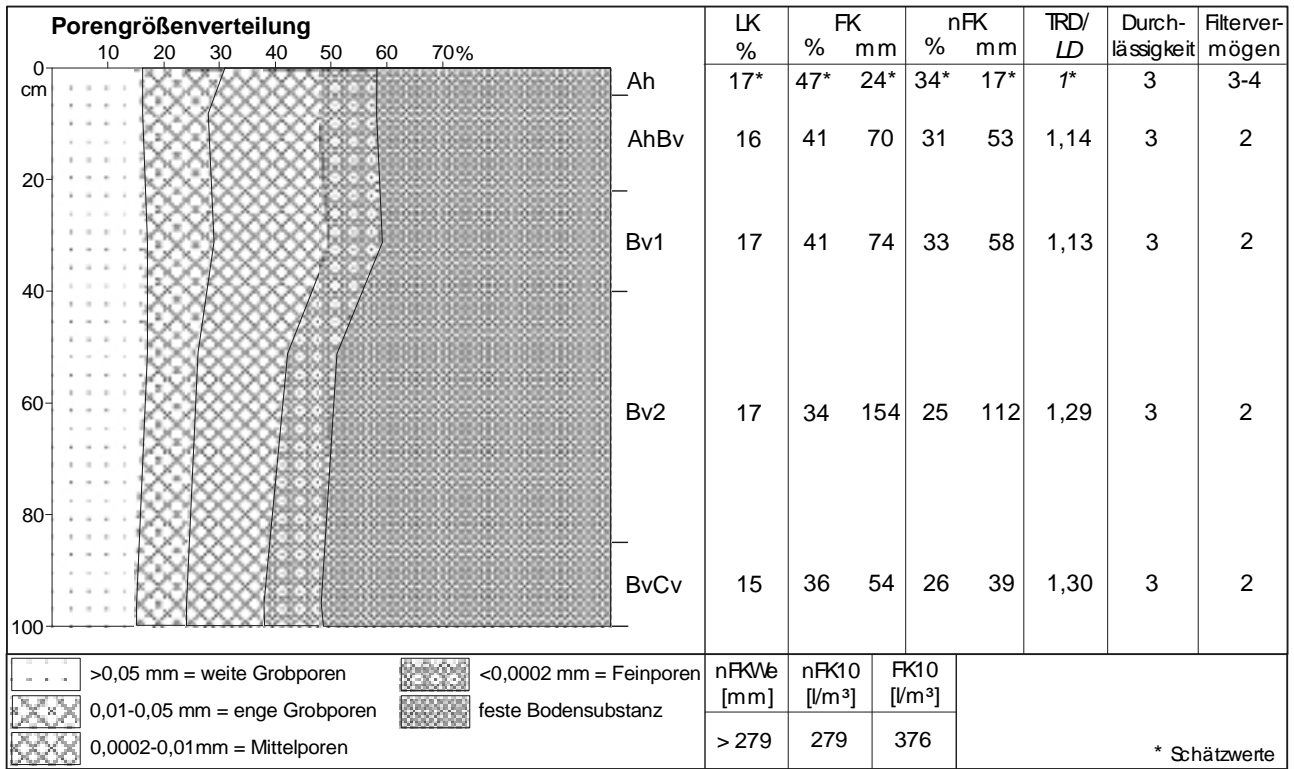 Porengrößenverteilung
10 20 30 40 50 60 70%
0
cm
20
40
60
80
100
LK FK nFK TRD/ Durch- Filterver-
% % mm % mm LD lässigkeit mögen
Ah 17* 47* 24* 34* 17* 1* 3 3-4
AhBv 16 41 70 31 53 1,14 3 2
Bv1 17 41 74 33 58 1,13 3 2
Bv2 17 34 154 25 112 1,29 3 2
BvCv 15 36 54 26 39 1,30 3 2
>0,05 mm = weite Grobporen
0,01-0,05 mm = enge Grobporen
0,0002-0,01mm = Mittelporen
<0,0002 mm = Feinporen
feste Bodensubstanz
nFKWe nFK10 FK10
[mm] [l/m³] [l/m³]
> 279 279 376
* Schätzwerte